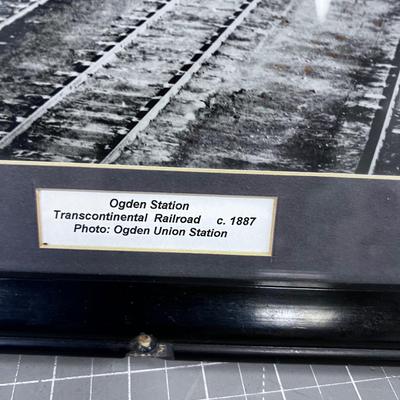 Ogden Station
Transcontinental Railroad c. 1887
Photo: Ogden Union Station